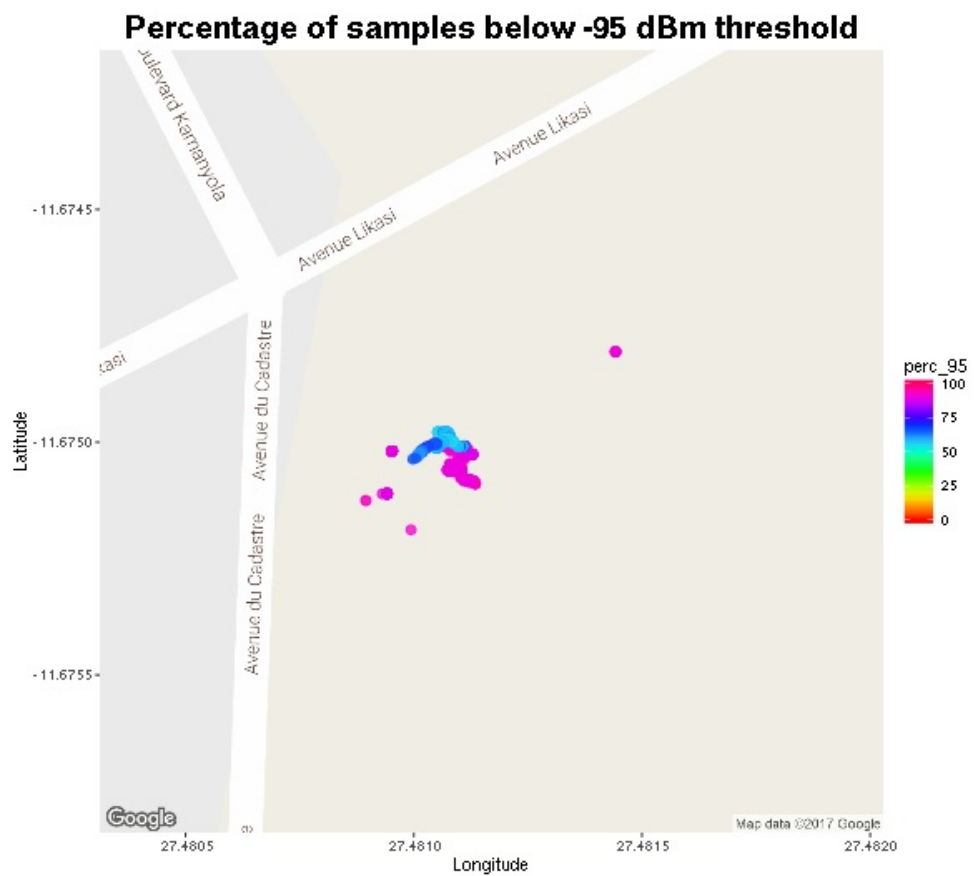 Percentage of samples below -95 dBm threshold
oulevard Kamanyola
Avenue Likasi
Avenue Likasi
-11.6745
kasi
Avenue du Cadastre
perc_95
100
75
50
25
0
Latitude
-11.6750
Avenue du Cadastre
-11.6755
e
Google
Map data ©2017 Google
27.4805
27.4810
27.4815
27.4820
Longitude